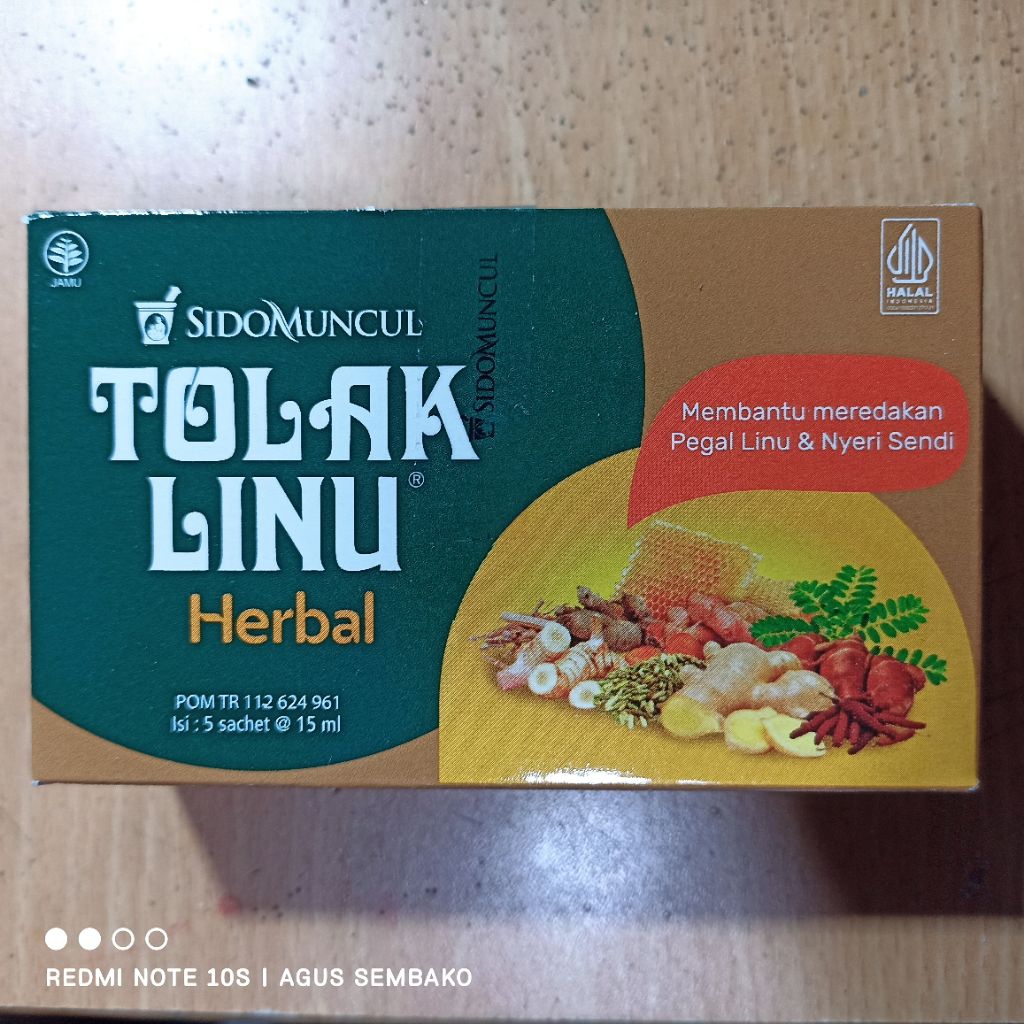 JAMU
SIDOMUNCUL
TOLAK
LINU®
Herbal
POM TR 112 624 961
Isi : 5 sachet @ 15 ml
SIDOMUNCUL
HALAL
INDONESIA
Membantu meredakan
Pegal Linu & Nyeri Sendi
REDMI NOTE 10S | AGUS SEMBAKO